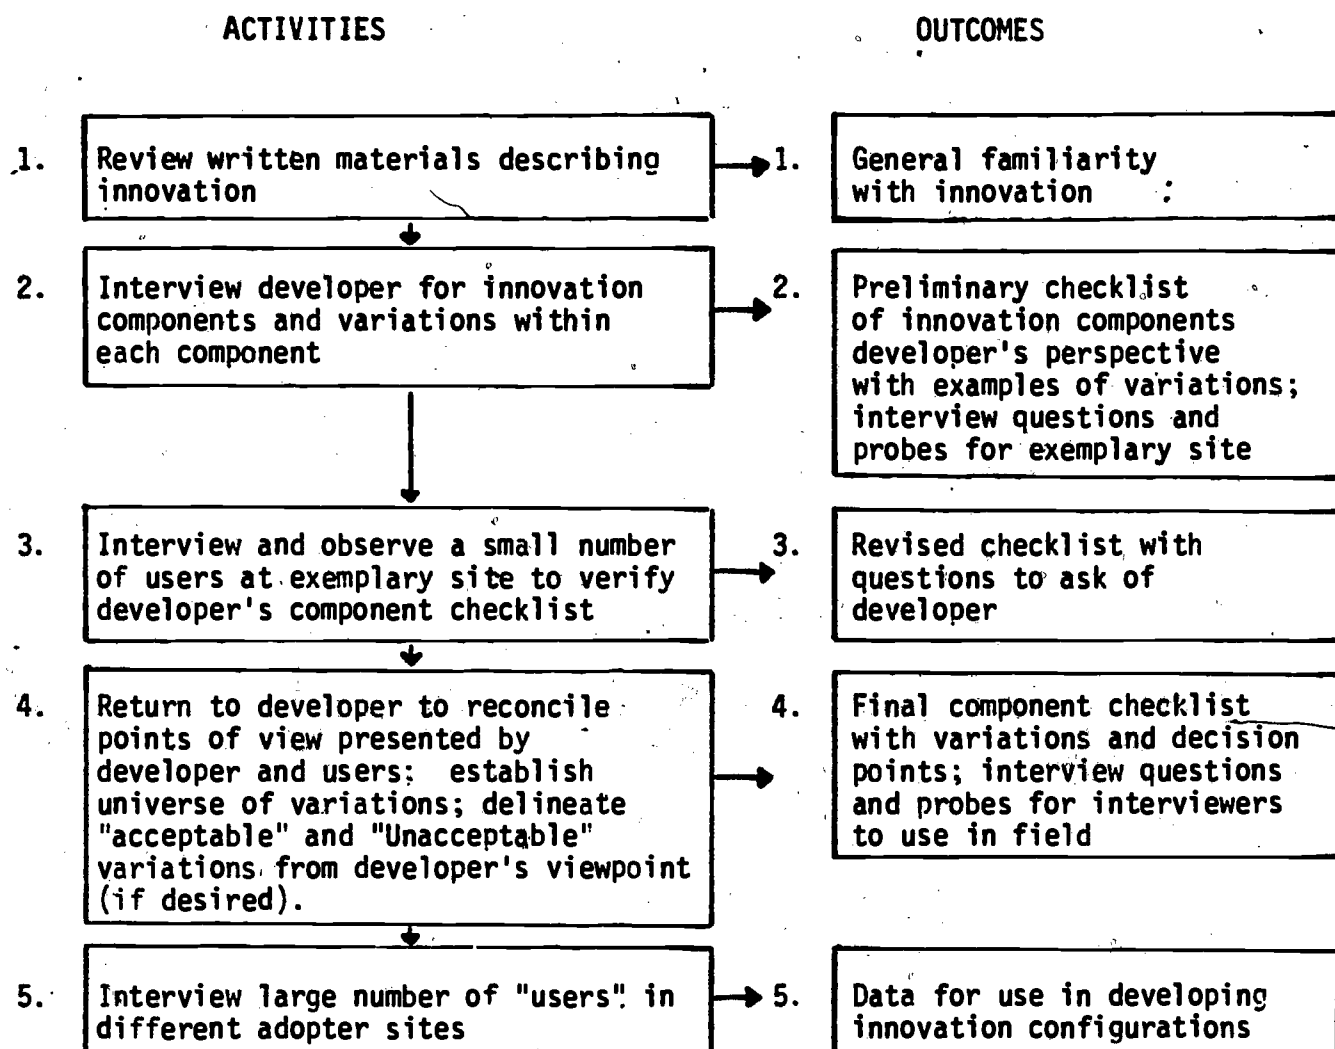 ACTIVITIES
OUTCOMES
1.
Review written materials describing
innovation
1.
General familiarity
with innovation
2.
Interview developer for innovation
components and variations within
each component
2.
Preliminary checklist
of innovation components
developer's perspective
with examples of variations;
interview questions and
probes for exemplary site
3.
Interview and observe a small number
of users at exemplary site to verify
developer's component checklist
3.
Revised checklist with
questions to ask of
developer
4.
Return to developer to reconcile
points of view presented by
developer and users; establish
universe of variations; delineate
"acceptable" and "Unacceptable"
variations from developer's viewpoint
(if desired).
4.
Final component checklist
with variations and decision
points; interview questions
and probes for interviewers
to use in field
5.
Interview large number of "users" in
different adopter sites
5.
Data for use in developing
innovation configurations